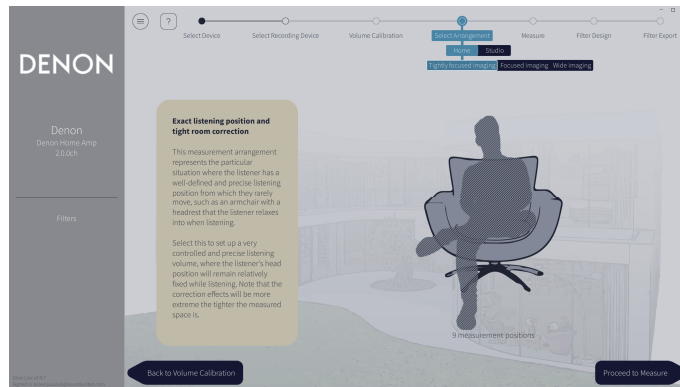 DENON
Denon
Denon Home Amp
2.0.0ch
Filters
?
Select Device
Select Recording Device
Volume Calibration
Select Arrangement
Measure
Filter Design
Filter Export
Home
Studio
Tightly focused imaging
Focused imaging
Wide imaging
Exact listening position and
tight room correction
This measurement arrangement
represents the particular
situation where the listener has a
well-defined and precise listening
position from which they rarely
move, such as an armchair with a
headrest that the listener relaxes
into when listening.
Select this to set up a very
controlled and precise listening
volume, where the listener's head
position will remain relatively
fixed while listening. Note that the
correction effects will be more
extreme the tighter the measured
space is.
9 measurement positions
Back to Volume Calibration
Proceed to Measure